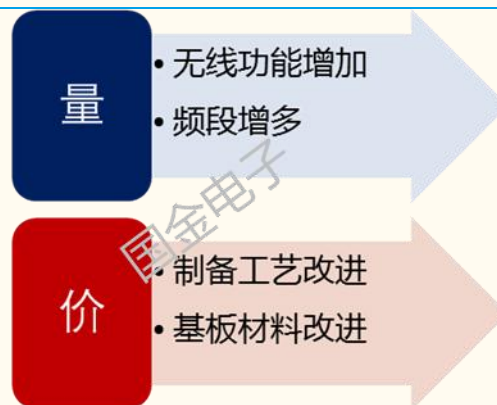 量
• 无线功能增加
• 频段增多
国金电子
价
• 制备工艺改进
• 基板材料改进